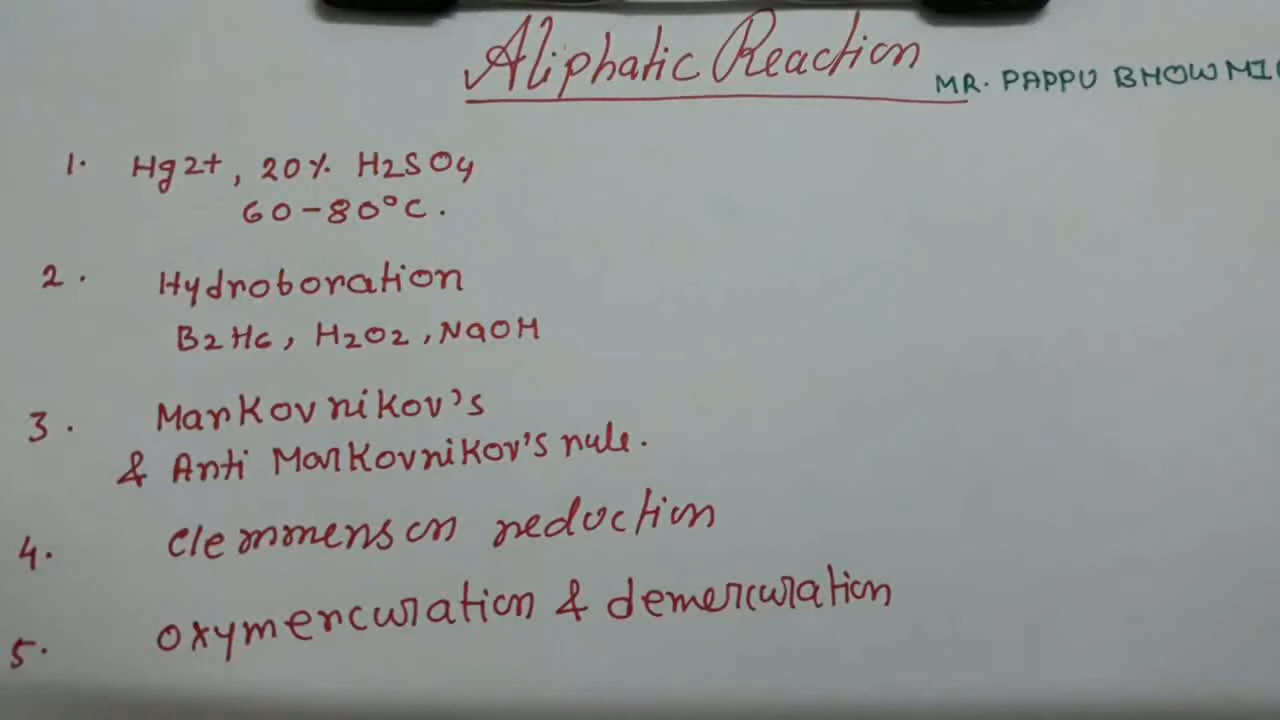 Aliphatic Reaction
MR. PAPPU BHOWMI
1. Hg2+, 20% H2SO4
60-80°C.
2. Hydroboration
B2H6, H2O2, NaOH
3. Markovnikov's
& Anti Markovnikov's rule.
4. clemmenson reduction
5. oxymercuration & demercuration